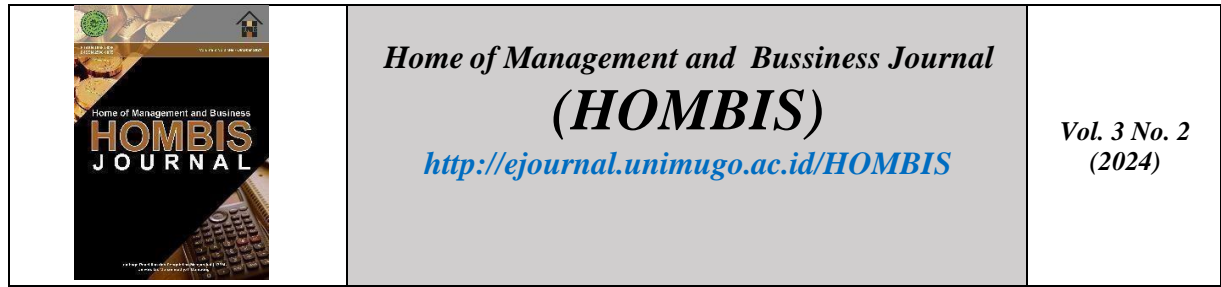 Home of Management and Business
HOMBIS
JOURNAL
Home of Management and Bussiness Journal
(HOMBIS)
http://ejournal.unimugo.ac.id/HOMBIS
Vol. 3 No. 2
(2024)